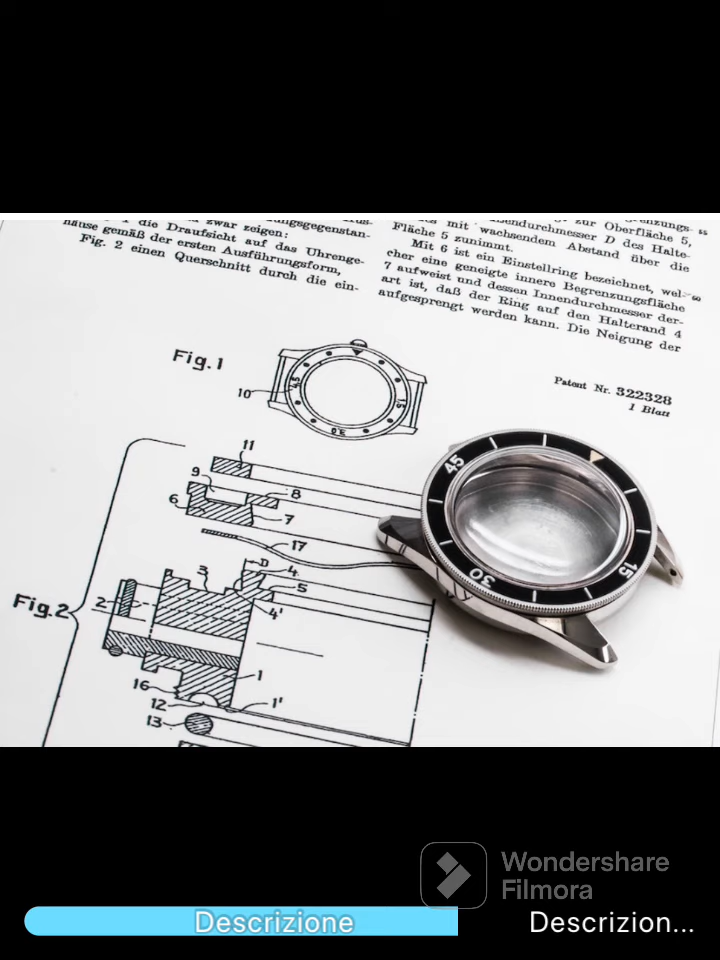 die Draufsicht auf das Uhrenge-
häuse gemäß der ersten Ausführungsform,
Fig. 2 einen Querschnitt durch die ein-
zwar zeigen:
mit wachsendem Abstand über die
Fläche 5 zunimmt.
Mit 6 ist ein Einstellring bezeichnet, wel-
cher eine geneigte innere Begrenzungsfläche
7 aufweist und dessen Innendurchmesser der-
art ist, daß der Ring auf den Halterand 4
aufgesprengt werden kann. Die Neigung der
Patent Nr. 322328
1 Blatt
Fig.1
10
45
15
30
Fig.2
11
9
8
6
7
17
D
4
3
5
2
4'
1
16
12
1'
13
45
15
30
Wondershare
Filmora
Descrizione
Descrizion...